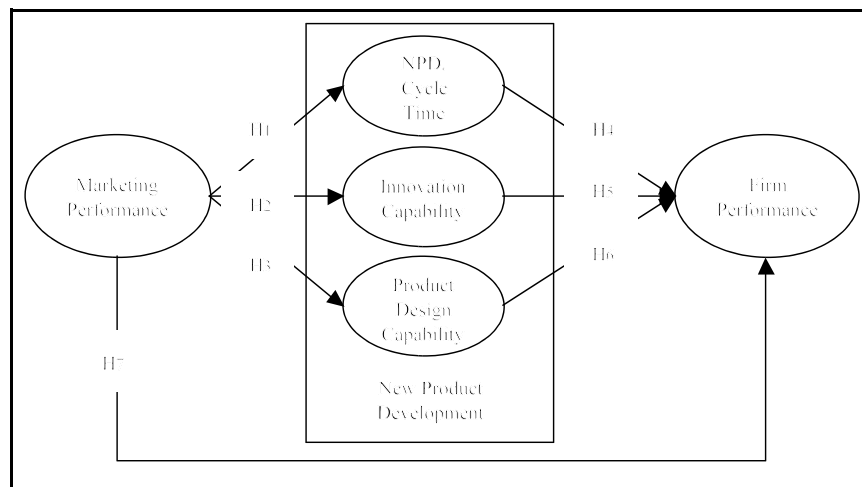 NPD.
Cycle
Time
H1
H4
Marketing
Performance
Innovation
Capability
H2
H5
Firm
Performance
H3
H6
Product
Design
Capability
H7
New Product
Development